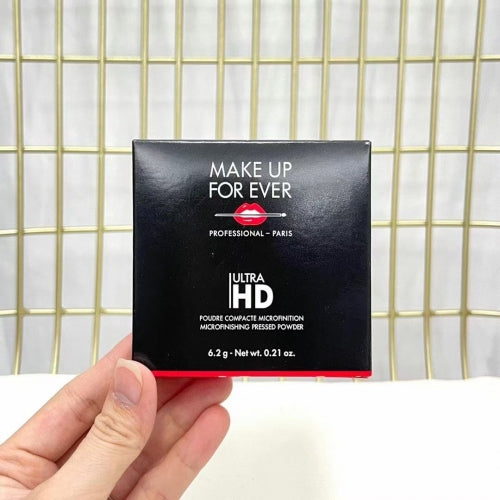 MAKE UP
FOR EVER
PROFESSIONAL – PARIS
ULTRA
HD
POUDRE COMPACTE MICROFINITION
MICROFINISHING PRESSED POWDER
6.2 g - Net wt. 0.21 oz.